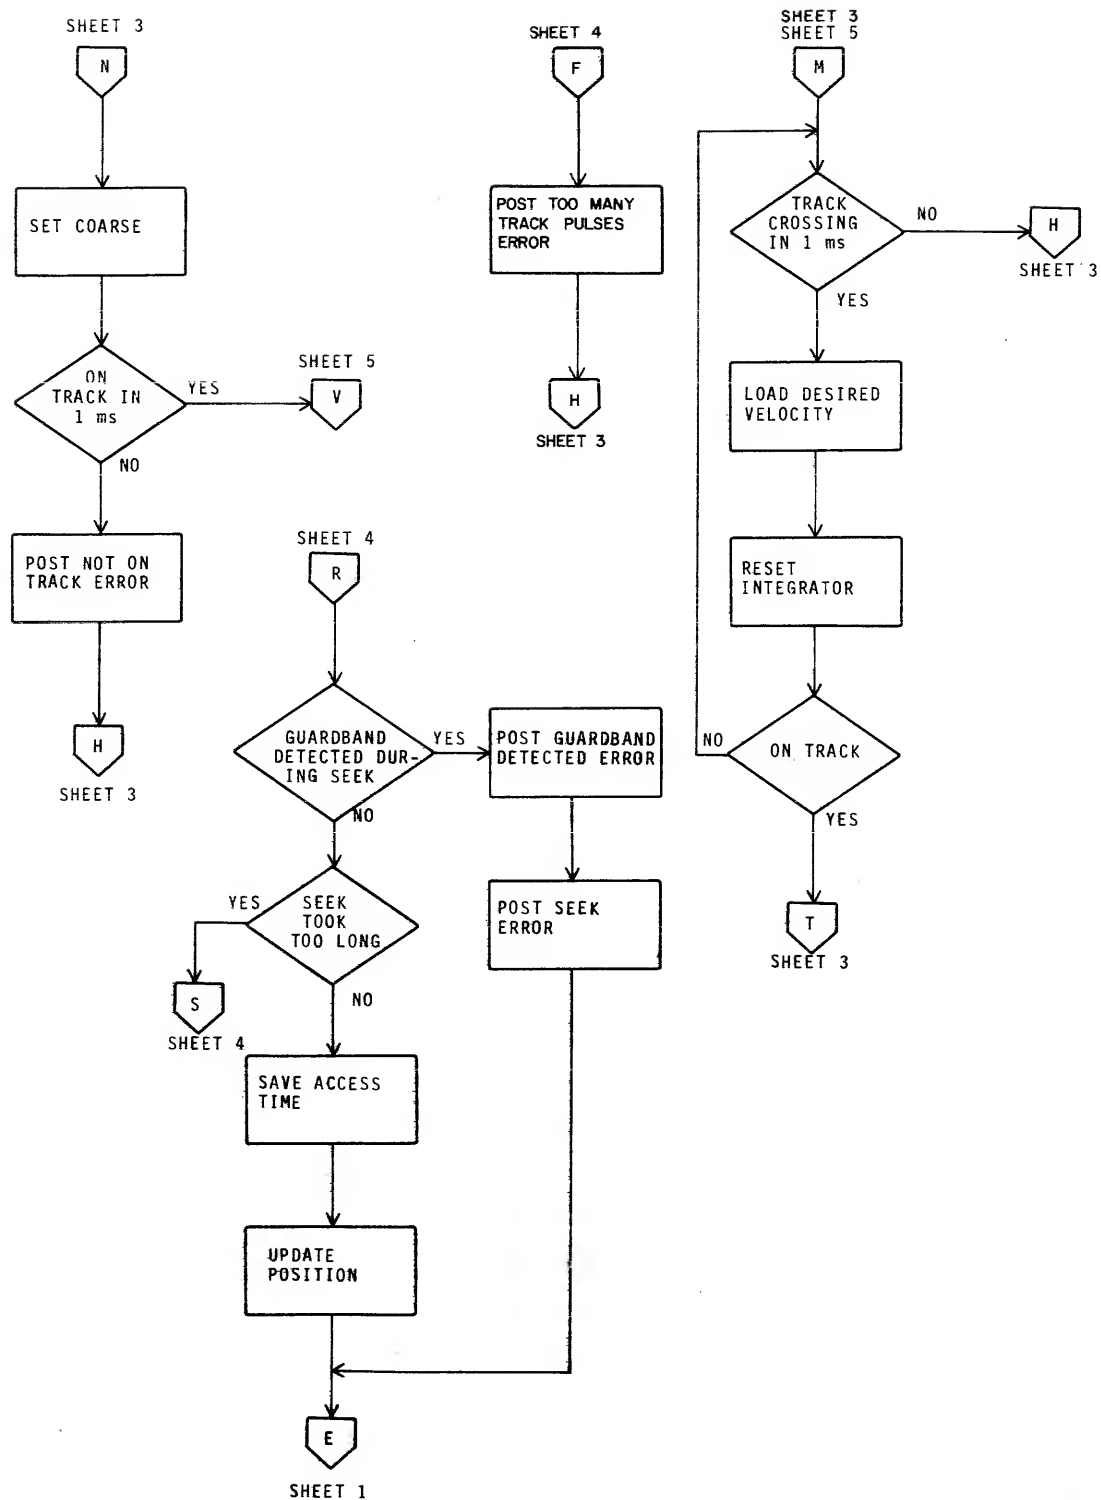 SHEET 3
N
SET COARSE
ON
TRACK IN
1 ms
YES
SHEET 5
V
NO
POST NOT ON
TRACK ERROR
H
SHEET 3
SHEET 4
F
POST TOO MANY
TRACK PULSES
ERROR
H
SHEET 3
SHEET 4
R
GUARDBAND
DETECTED DUR-
ING SEEK
YES
POST GUARDBAND
DETECTED ERROR
POST SEEK
ERROR
NO
SEEK
TOOK
TOO LONG
YES
S
SHEET 4
NO
SAVE ACCESS
TIME
UPDATE
POSITION
E
SHEET 1
SHEET 3
SHEET 5
M
TRACK
CROSSING
IN 1 ms
NO
H
SHEET 3
YES
LOAD DESIRED
VELOCITY
RESET
INTEGRATOR
ON TRACK
NO
YES
T
SHEET 3